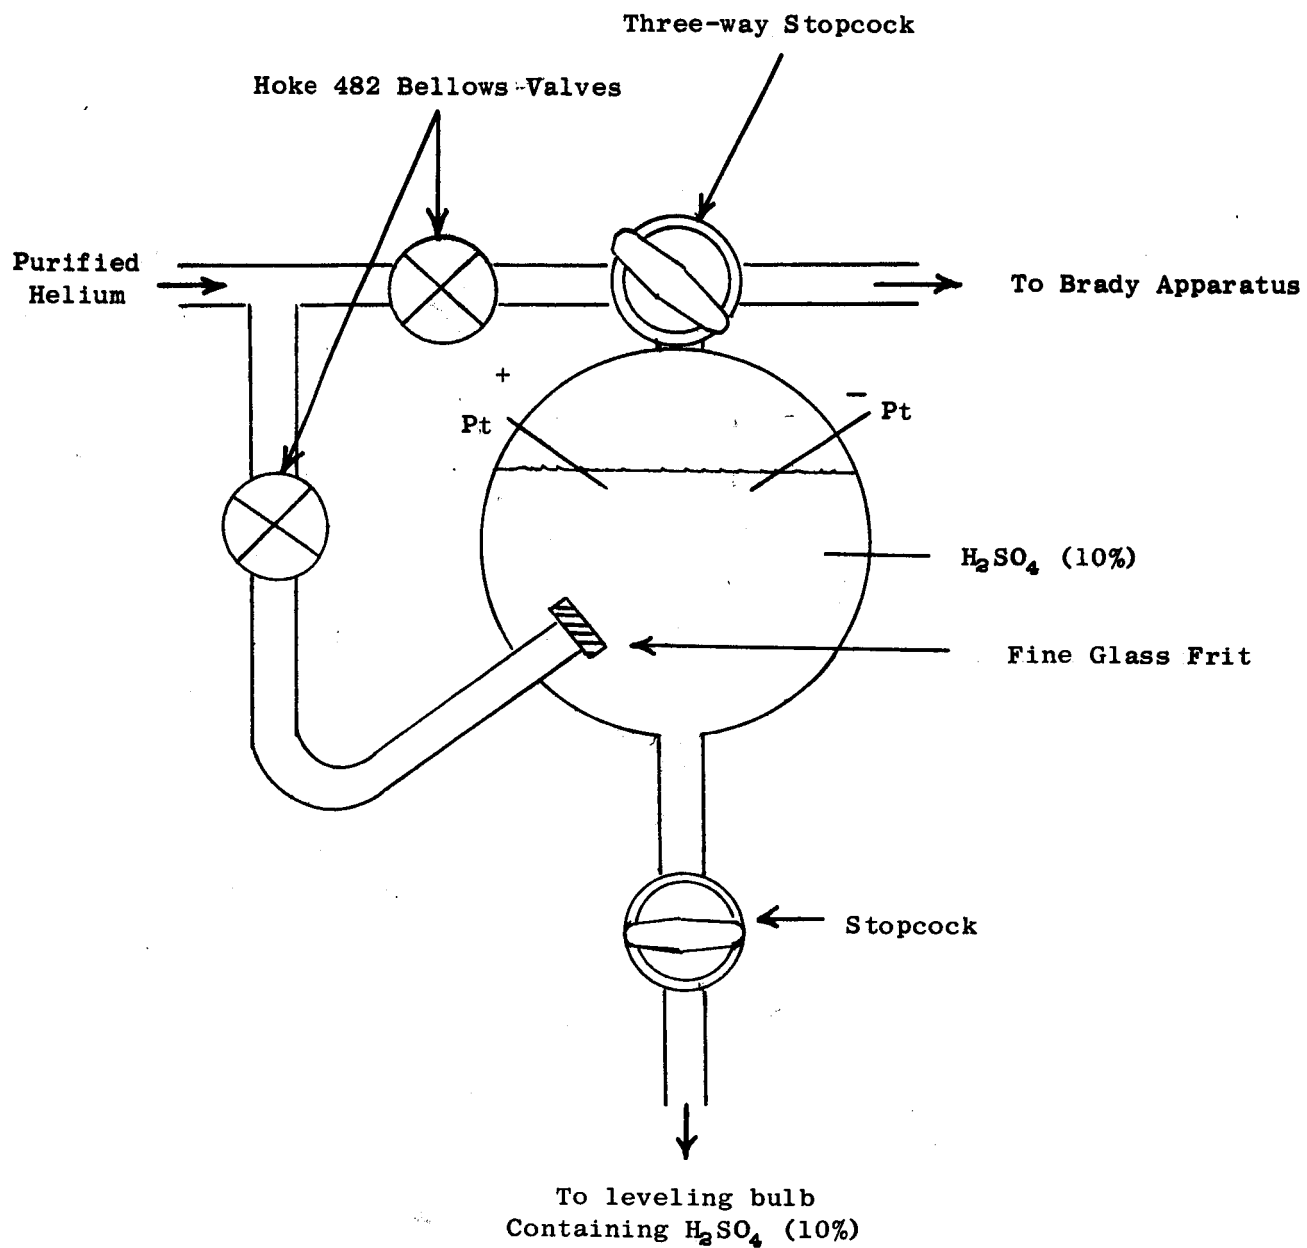 Three-way Stopcock
Hoke 482 Bellows Valves
Purified
Helium
To Brady Apparatus
+
−
Pt
Pt
H₂SO₄ (10%)
Fine Glass Frit
Stopcock
To leveling bulb
Containing H₂SO₄ (10%)